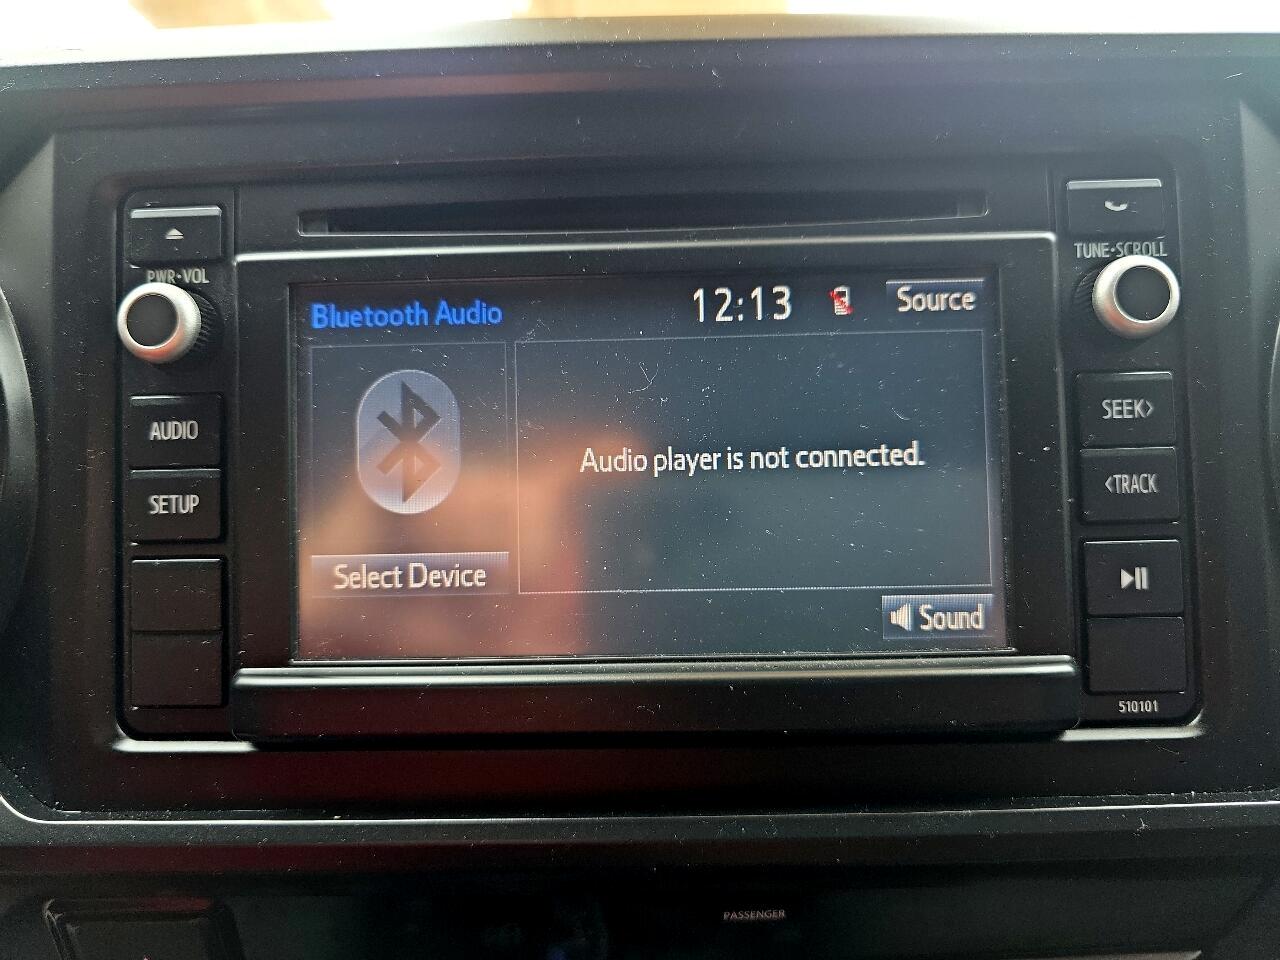 PWR•VOL
TUNE•SCROLL
Bluetooth Audio
12:13
Source
AUDIO
SEEK>
Audio player is not connected.
SETUP
<TRACK
Select Device
Sound
510101
PASSENGER